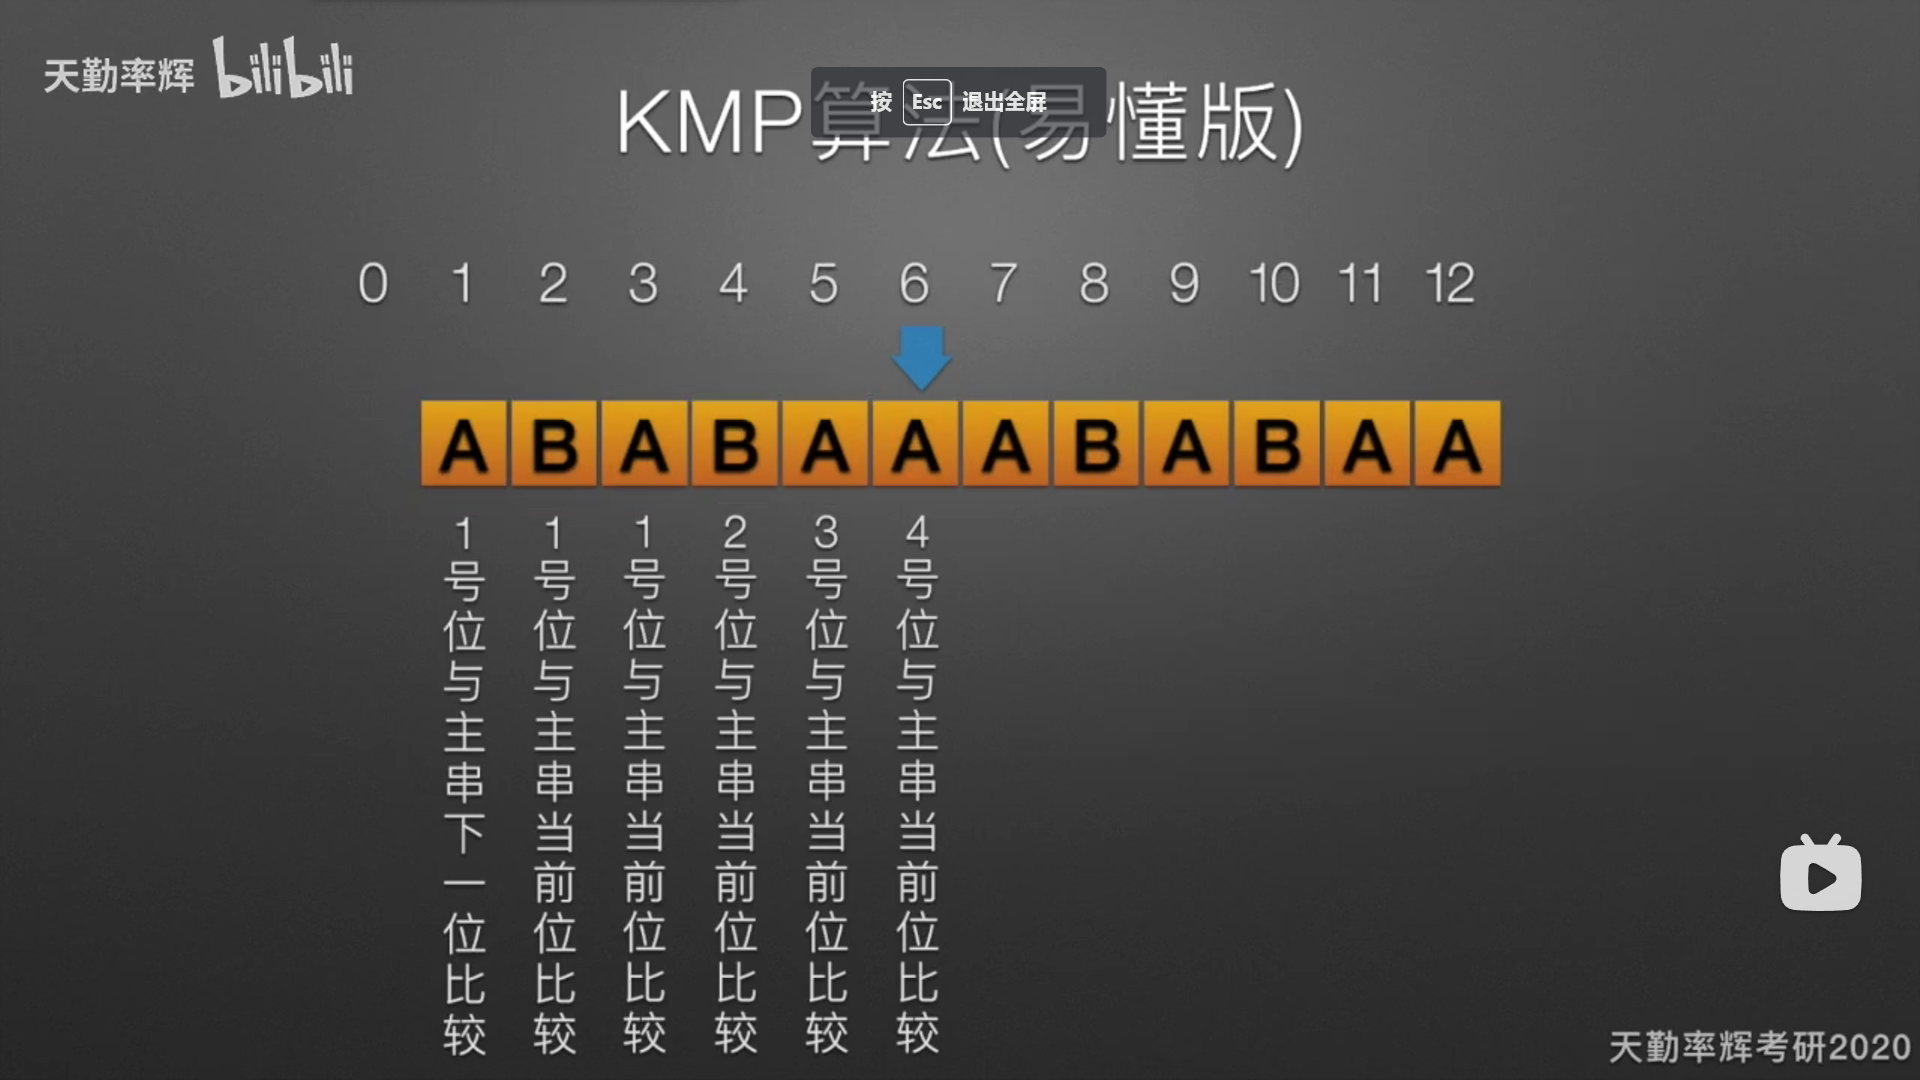 天勤率辉 bilibili
按 Esc 退出全屏
KMP算法(易懂版)
0 1 2 3 4 5 6 7 8 9 10 11 12
A B A B A A A B A B A A
1号位与主串下一位比较
1号位与主串当前位比较
1号位与主串当前位比较
2号位与主串当前位比较
3号位与主串当前位比较
4号位与主串当前位比较
天勤率辉考研2020